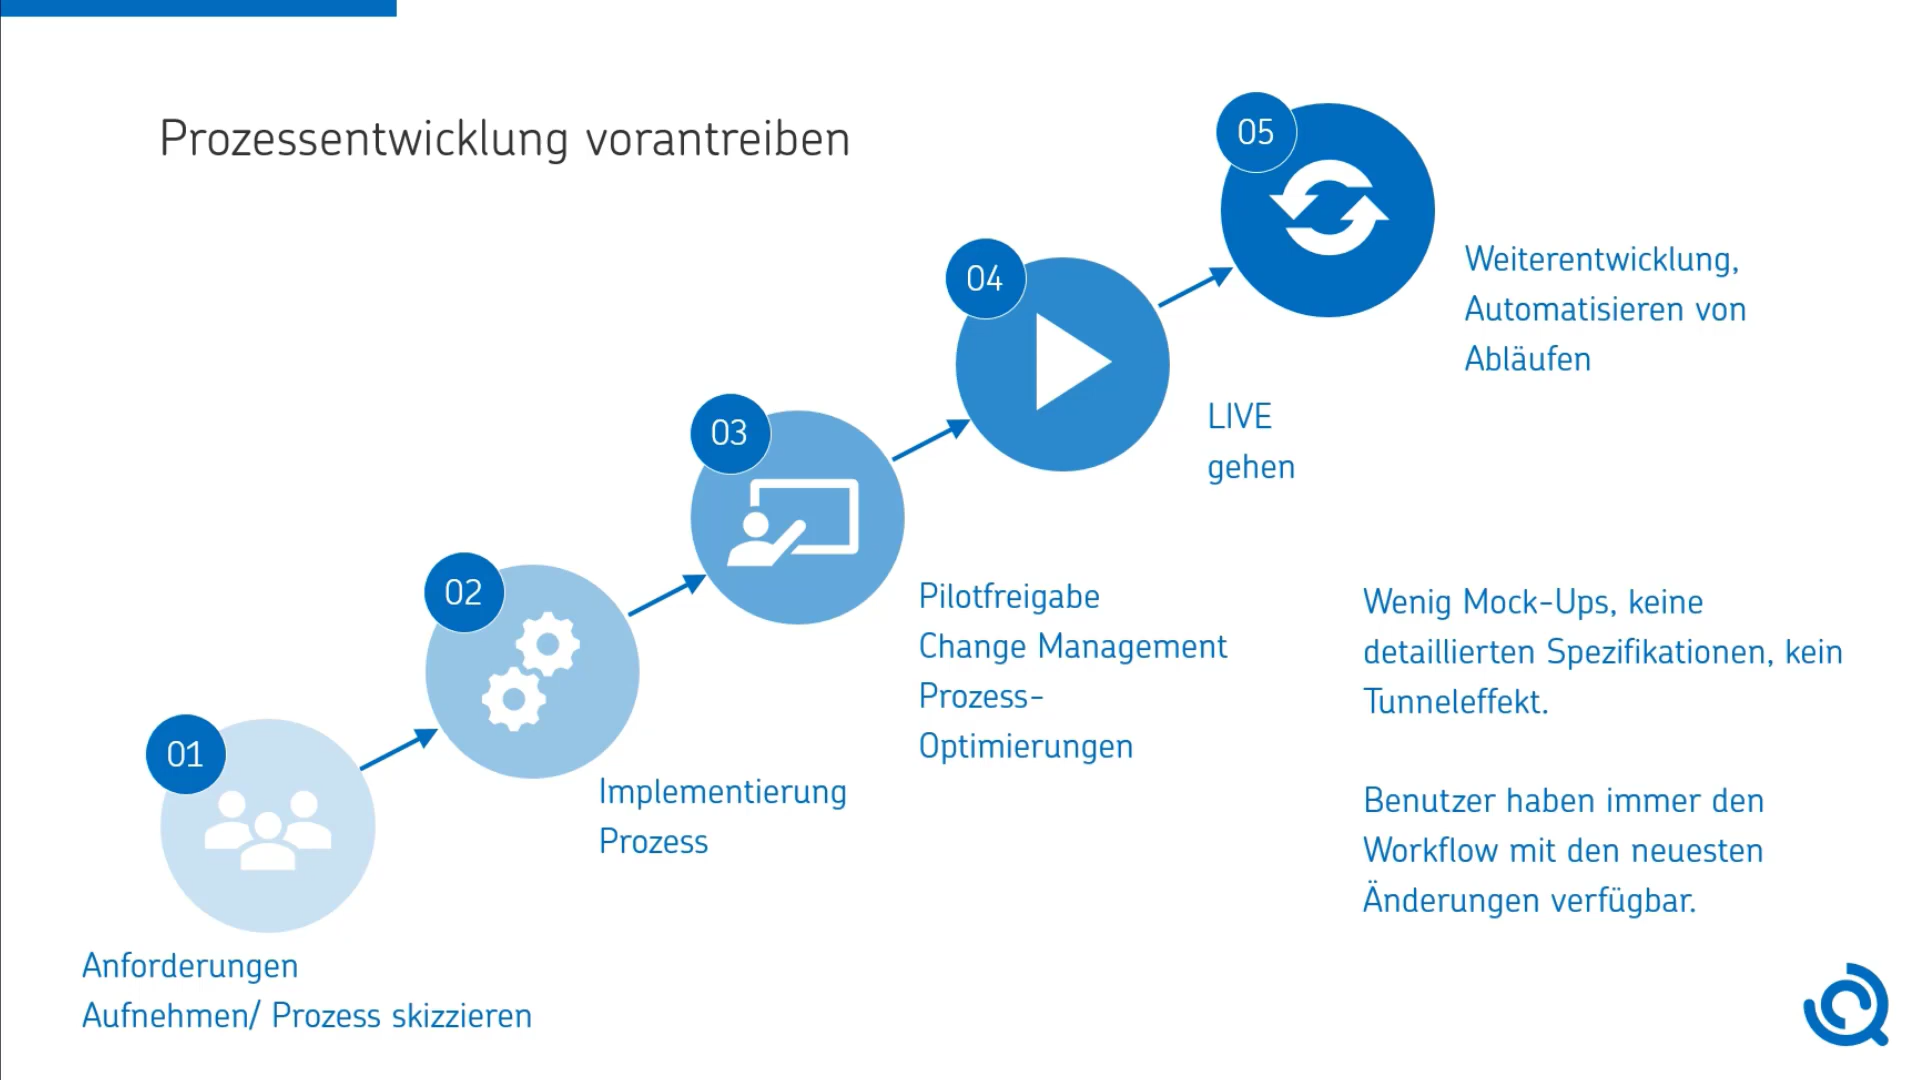 Prozessentwicklung vorantreiben
01
Anforderungen
Aufnehmen/ Prozess skizzieren
02
Implementierung
Prozess
03
Pilotfreigabe
Change Management
Prozess-
Optimierungen
04
LIVE
gehen
05
Weiterentwicklung,
Automatisieren von
Abläufen
Wenig Mock-Ups, keine
detaillierten Spezifikationen, kein
Tunneleffekt.
Benutzer haben immer den
Workflow mit den neuesten
Änderungen verfügbar.